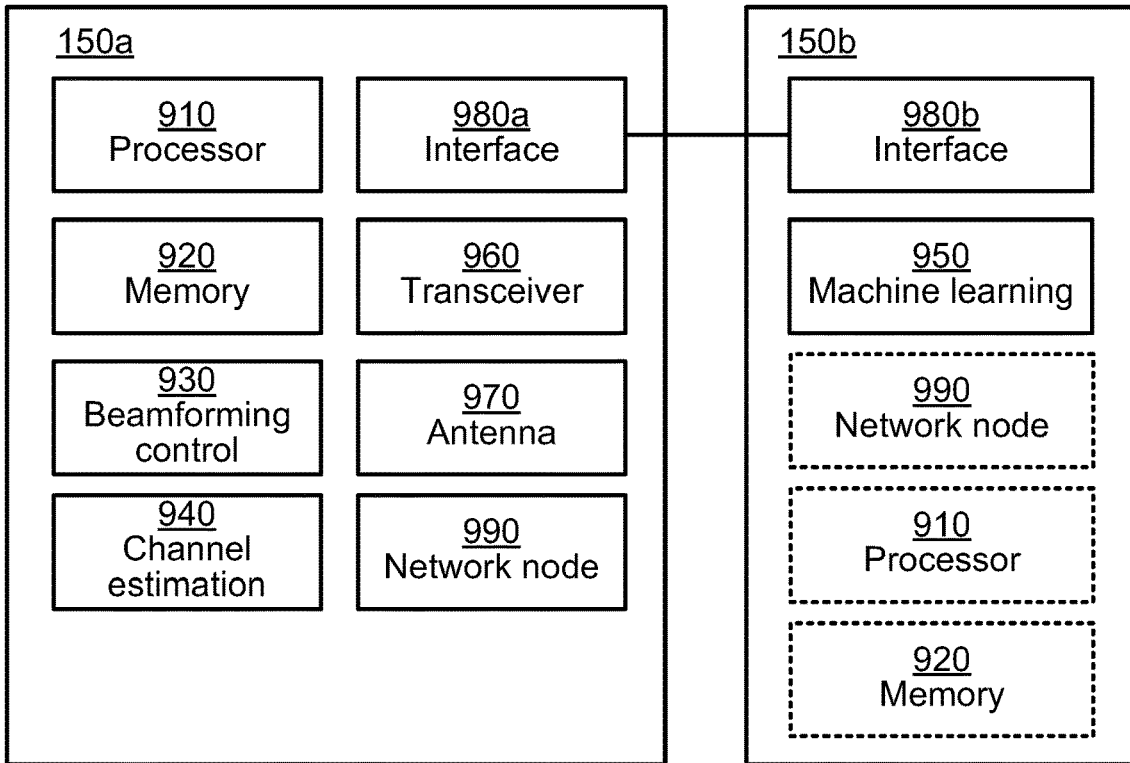 150a
910
Processor
980a
Interface
920
Memory
960
Transceiver
930
Beamforming
control
970
Antenna
940
Channel
estimation
990
Network node
150b
980b
Interface
950
Machine learning
990
Network node
910
Processor
920
Memory